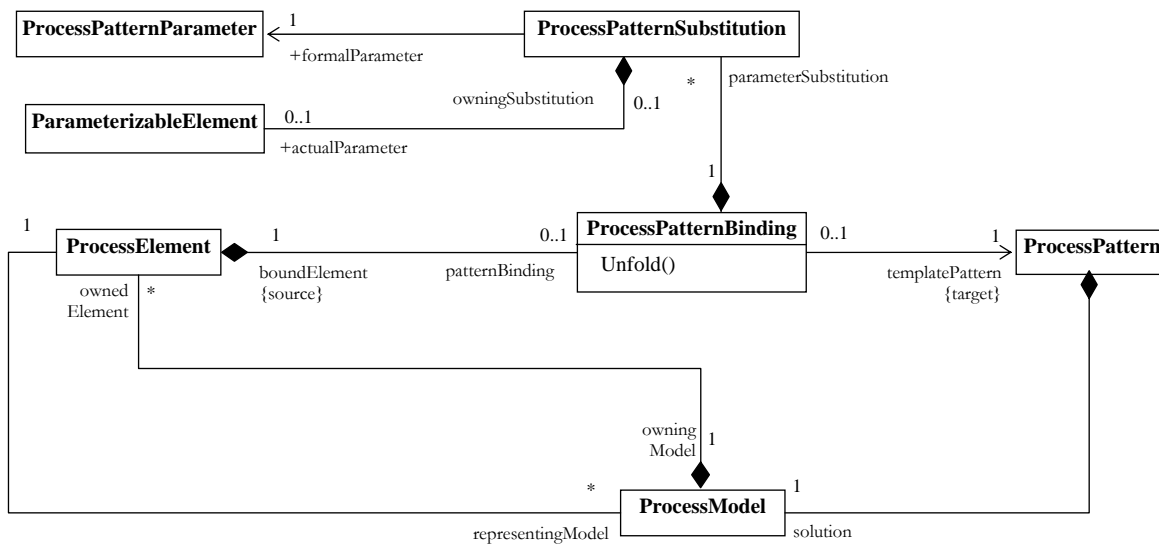 ProcessPatternParameter
1
+formalParameter
ProcessPatternSubstitution
owningSubstitution
0..1
*
parameterSubstitution
ParameterizableElement
0..1
+actualParameter
1
1
ProcessElement
1
boundElement
{source}
0..1
patternBinding
ProcessPatternBinding
Unfold()
0..1
1
templatePattern
{target}
ProcessPattern
owned
Element
*
owning
Model
1
*
representingModel
ProcessModel
1
solution